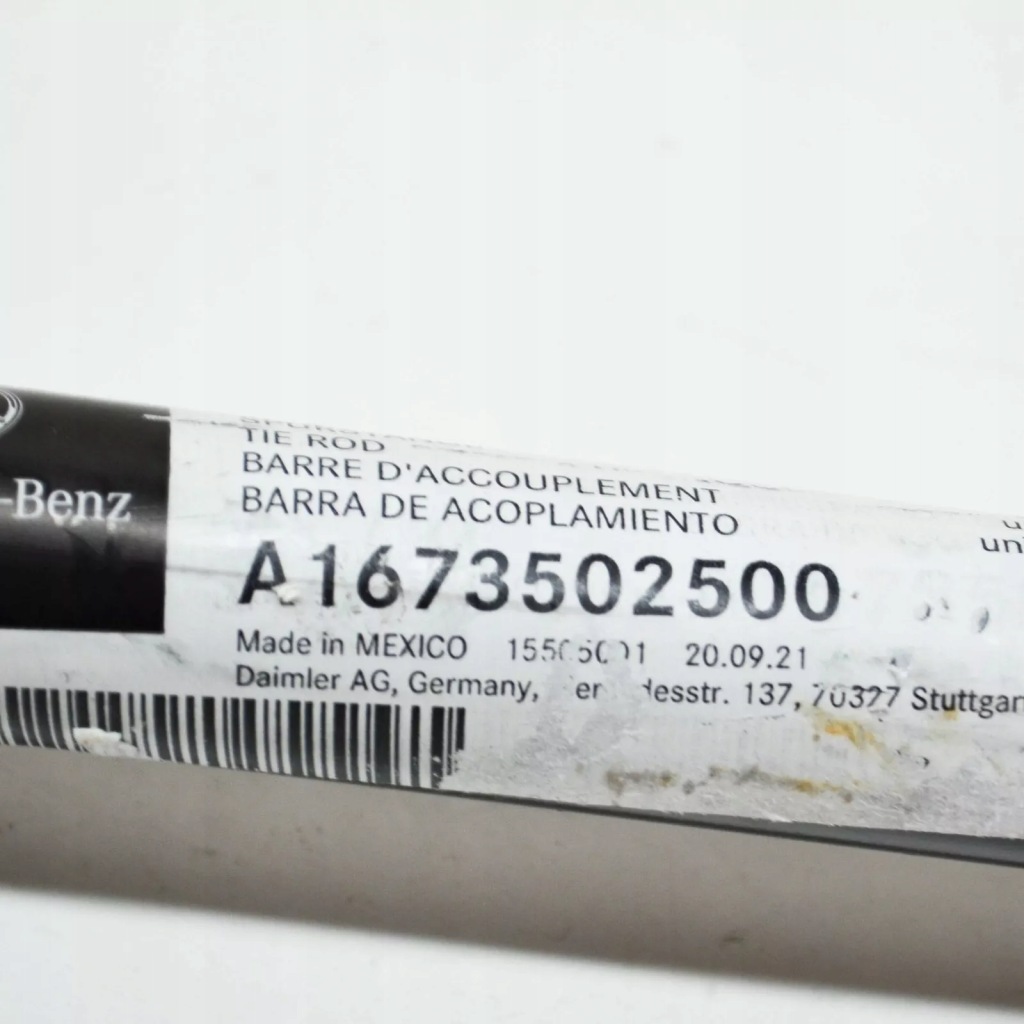 -Benz
TIE ROD
BARRE D'ACCOUPLEMENT
BARRA DE ACOPLAMIENTO
A1673502500
Made in MEXICO 20.09.21
Daimler AG, Germany, 137, 70327 Stuttgar